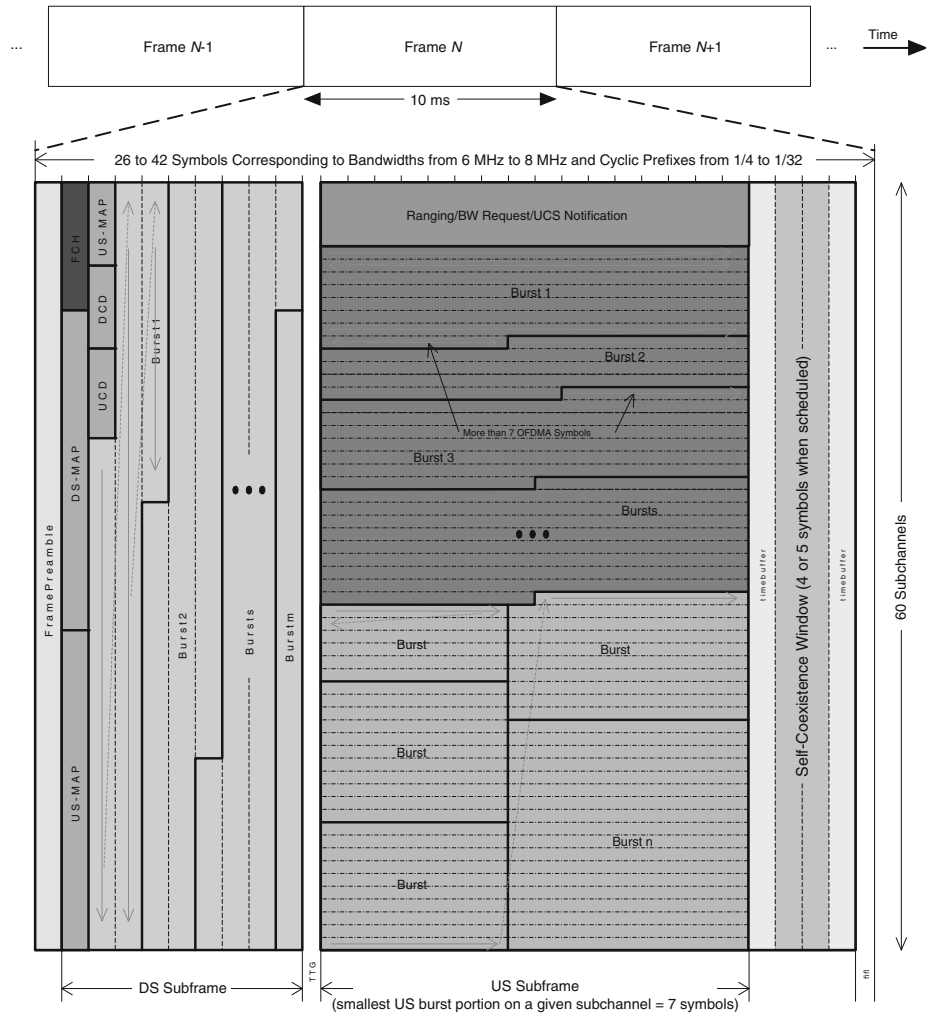 ... Frame N-1 Frame N Frame N+1 ... Time
10 ms
26 to 42 Symbols Corresponding to Bandwidths from 6 MHz to 8 MHz and Cyclic Prefixes from 1/4 to 1/32
Frame Preamble
FCH
DS-MAP
US-MAP
US-MAP
DCD
UCD
Burst1
Burst2
Bursts
Burstm
TTG
Ranging/BW Request/UCS Notification
Burst 1
Burst 2
More than 7 OFDMA Symbols
Burst 3
Bursts
Burst
Burst
Burst
Burst
Burst n
timebuffer
Self-Coexistence Window (4 or 5 symbols when scheduled)
timebuffer
60 Subchannels
DS Subframe
US Subframe
(smallest US burst portion on a given subchannel = 7 symbols)